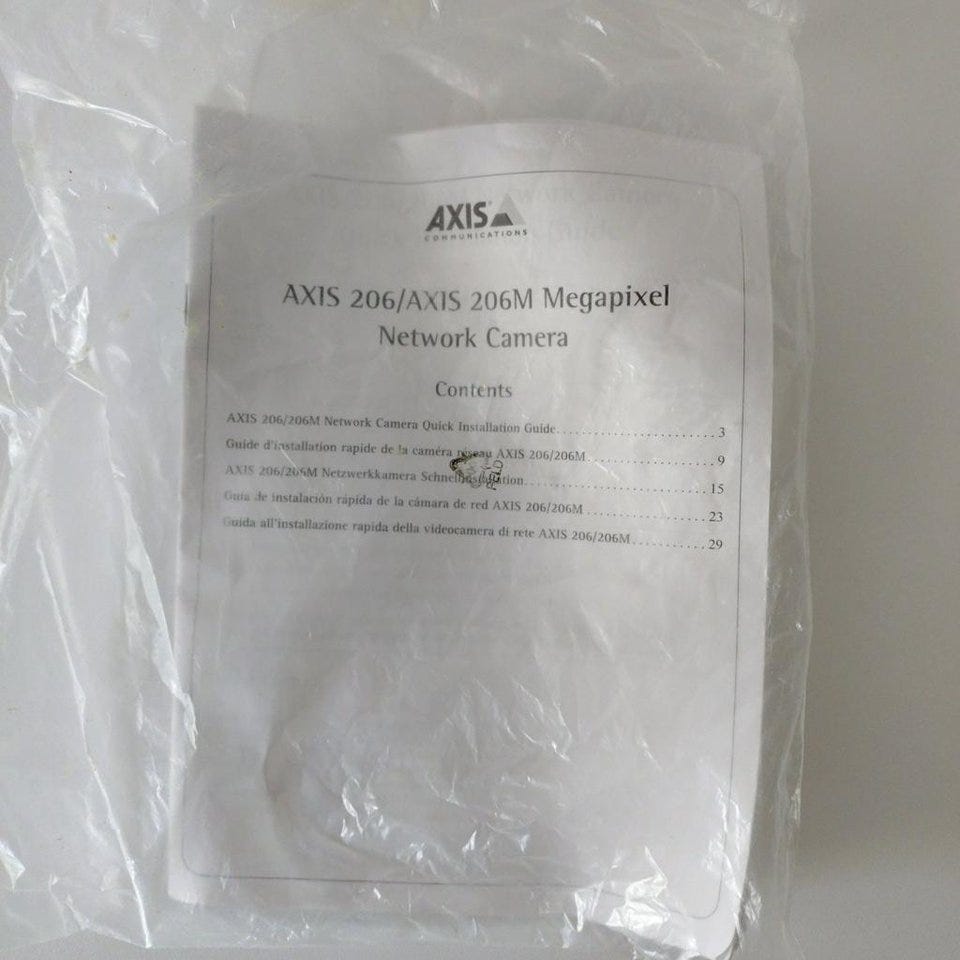 AXIS
COMMUNICATIONS
AXIS 206/AXIS 206M Megapixel
Network Camera
Contents
AXIS 206/206M Network Camera Quick Installation Guide. . . . . . . . . . . . . . . . . . . . . . . 3
Guide d'installation rapide de la caméra réseau AXIS 206/206M. . . . . . . . . . . . . . . . . . 9
AXIS 206/206M Netzwerkkamera Schnellinstallation. . . . . . . . . . . . . . . . . . . . . . . . . . 15
Guía de instalación rápida de la cámara de red AXIS 206/206M . . . . . . . . . . . . . . . . . 23
Guida all'installazione rapida della videocamera di rete AXIS 206/206M. . . . . . . . . . . 29